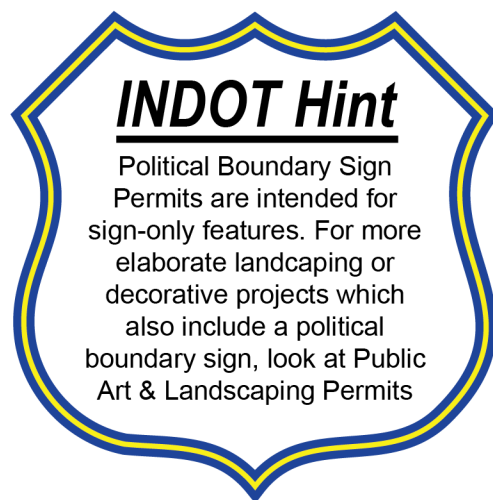 INDOT Hint
Political Boundary Sign
Permits are intended for
sign-only features. For more
elaborate landcaping or
decorative projects which
also include a political
boundary sign, look at Public
Art & Landscaping Permits